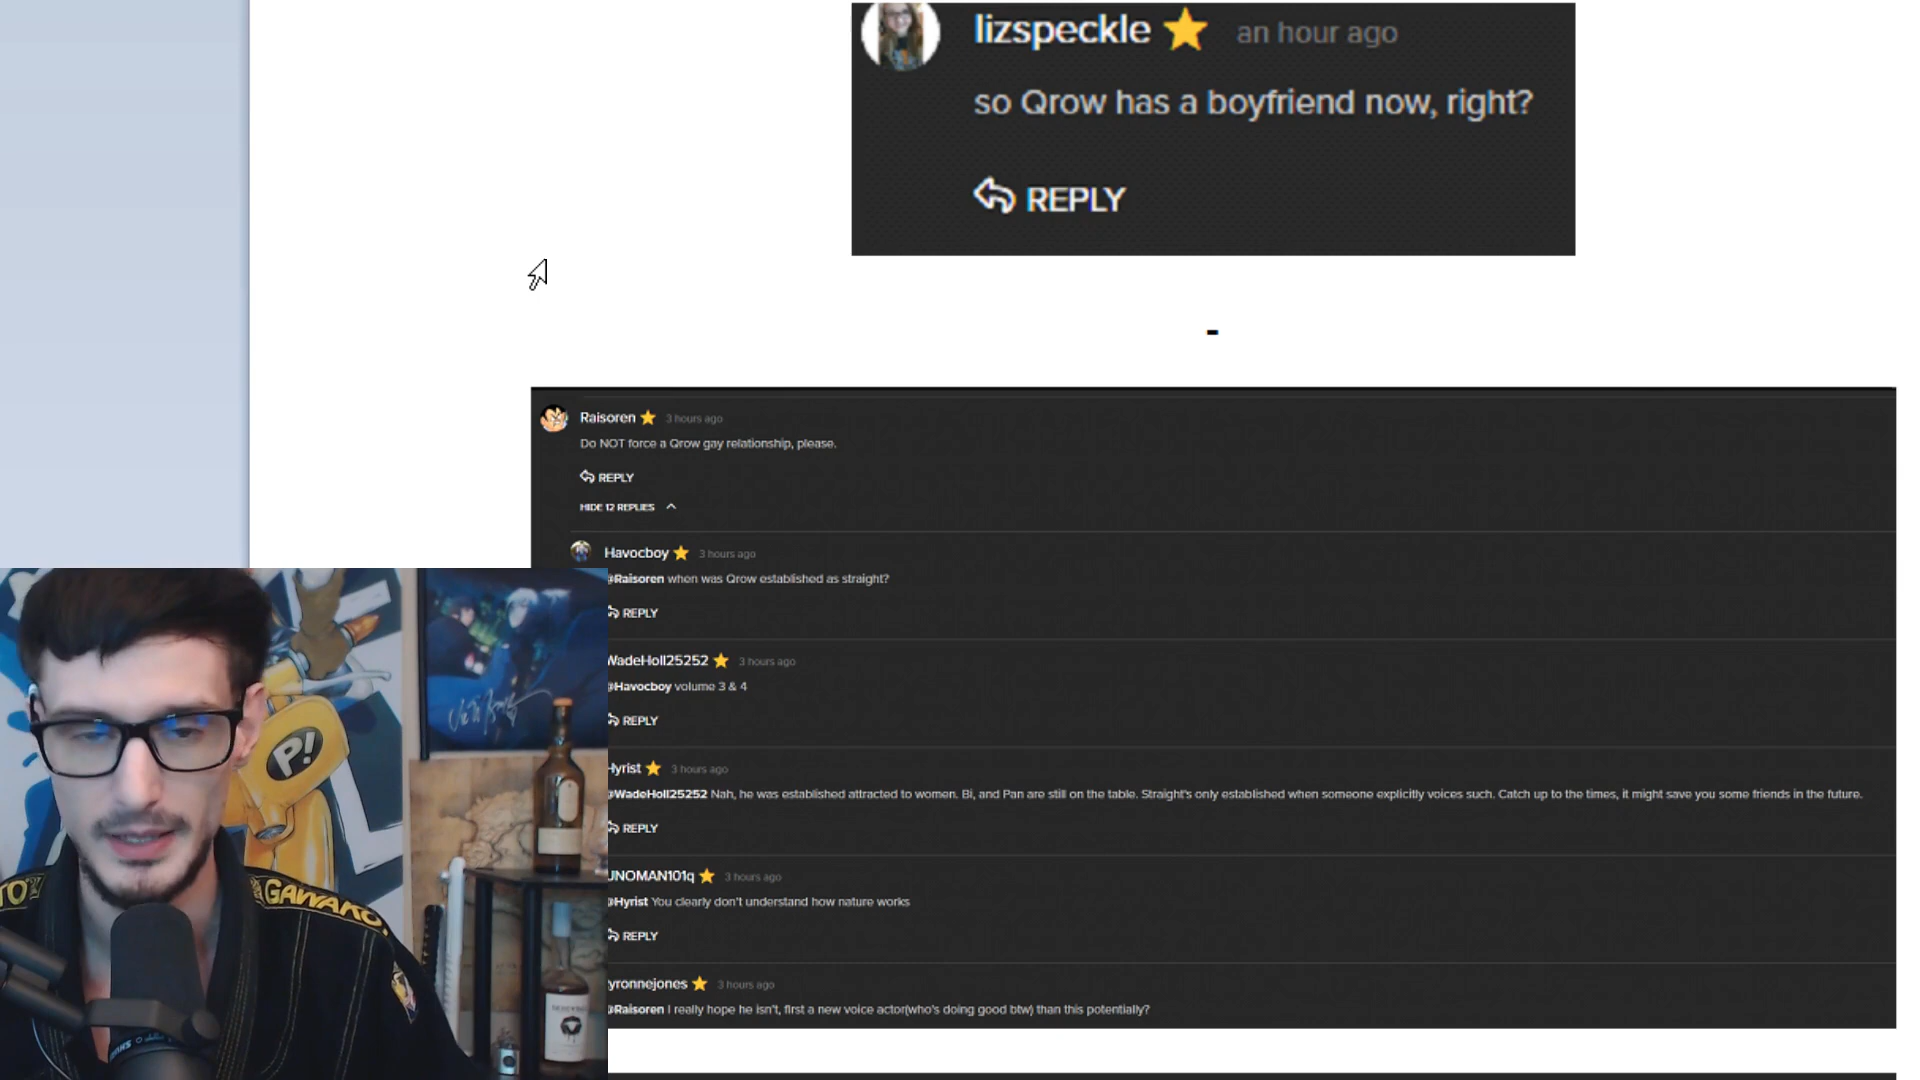 lizspeckle an hour ago
so Qrow has a boyfriend now, right?
REPLY
-
Raisoren 3 hours ago
Do NOT force a Qrow gay relationship, please.
REPLY
HIDE 12 REPLIES
Havocboy 3 hours ago
@Raisoren when was Qrow established as straight?
REPLY
WadeHoll25252 3 hours ago
@Havocboy volume 3 & 4
REPLY
Hyrist 3 hours ago
@WadeHoll25252 Nah, he was established attracted to women. Bi, and Pan are still on the table. Straight's only established when someone explicitly voices such. Catch up to the times, it might save you some friends in the future.
REPLY
JNOMAN101q 3 hours ago
@Hyrist You clearly don't understand how nature works
REPLY
yronnejones 3 hours ago
@Raisoren I really hope he isn't, first a new voice actor(who's doing good btw) than this potentially?
P!
GAWAKO